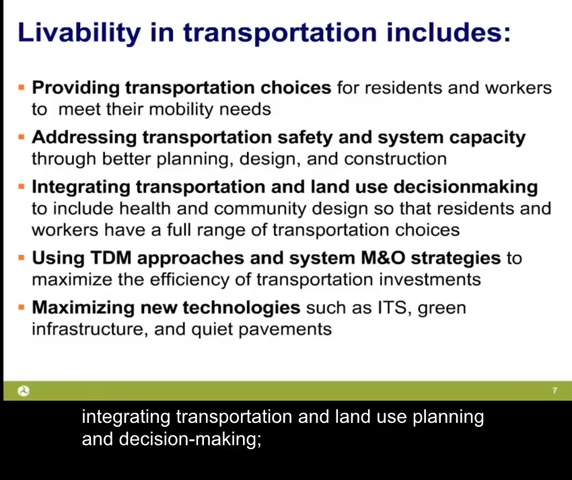 Livability in transportation includes:
Providing transportation choices for residents and workers
to meet their mobility needs
Addressing transportation safety and system capacity
through better planning, design, and construction
Integrating transportation and land use decisionmaking
to include health and community design so that residents and
workers have a full range of transportation choices
Using TDM approaches and system M&O strategies to
maximize the efficiency of transportation investments
Maximizing new technologies such as ITS, green
infrastructure, and quiet pavements
7
integrating transportation and land use planning
and decision-making;